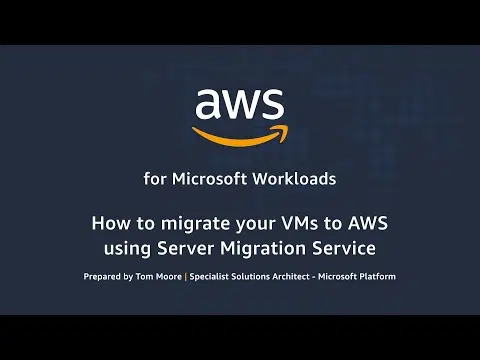 aws
for Microsoft Workloads
How to migrate your VMs to AWS
using Server Migration Service
Prepared by Tom Moore | Specialist Solutions Architect - Microsoft Platform